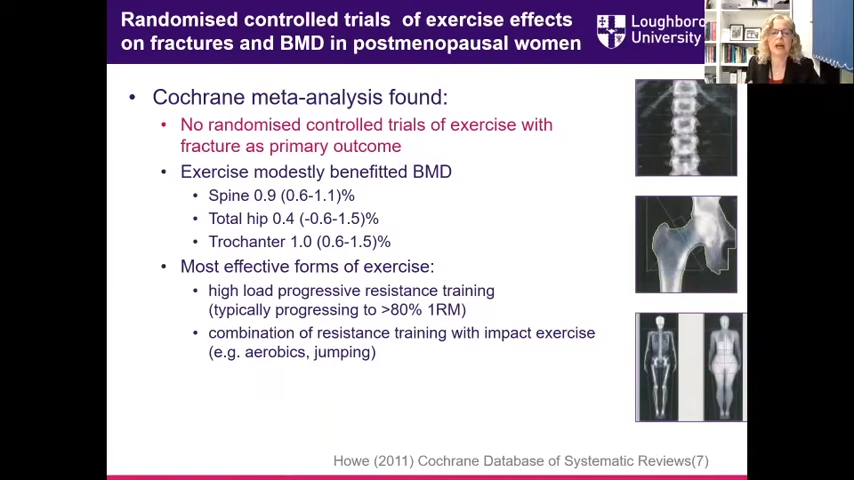 Randomised controlled trials of exercise effects
on fractures and BMD in postmenopausal women
Loughboro
University
• Cochrane meta-analysis found:
• No randomised controlled trials of exercise with
fracture as primary outcome
• Exercise modestly benefitted BMD
• Spine 0.9 (0.6-1.1)%
• Total hip 0.4 (-0.6-1.5)%
• Trochanter 1.0 (0.6-1.5)%
• Most effective forms of exercise:
• high load progressive resistance training
(typically progressing to >80% 1RM)
• combination of resistance training with impact exercise
(e.g. aerobics, jumping)
Howe (2011) Cochrane Database of Systematic Reviews(7)